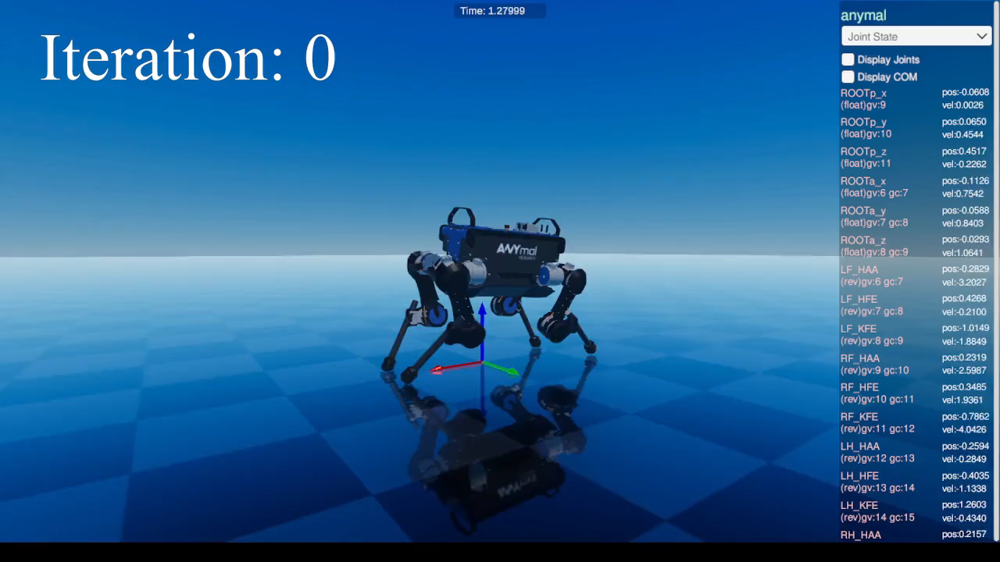 Time: 1.27999
Iteration: 0
ANYmal
RESEARCH
anymal
Joint State
Display Joints
Display COM
ROOTp_x pos:-0.0608
(float)gv:9 vel:0.0026
ROOTp_y pos:0.0650
(float)gv:10 vel:0.4544
ROOTp_z pos:0.4517
(float)gv:11 vel:-0.2262
ROOTa_x pos:-0.1126
(float)gv:6 gc:7 vel:0.7542
ROOTa_y pos:-0.0588
(float)gv:7 gc:8 vel:0.8403
ROOTa_z pos:-0.0293
(float)gv:8 gc:9 vel:1.0641
LF_HAA pos:-0.2829
(rev)gv:6 gc:7 vel:-3.2027
LF_HFE pos:0.4268
(rev)gv:7 gc:8 vel:-0.2100
LF_KFE pos:-1.0149
(rev)gv:8 gc:9 vel:-1.8849
RF_HAA pos:0.2319
(rev)gv:9 gc:10 vel:-2.5987
RF_HFE pos:0.3485
(rev)gv:10 gc:11 vel:1.9361
RF_KFE pos:-0.7862
(rev)gv:11 gc:12 vel:-4.0426
LH_HAA pos:-0.2594
(rev)gv:12 gc:13 vel:-0.2849
LH_HFE pos:-0.4035
(rev)gv:13 gc:14 vel:-1.1338
LH_KFE pos:1.2603
(rev)gv:14 gc:15 vel:-0.4340
RH_HAA pos:0.2157